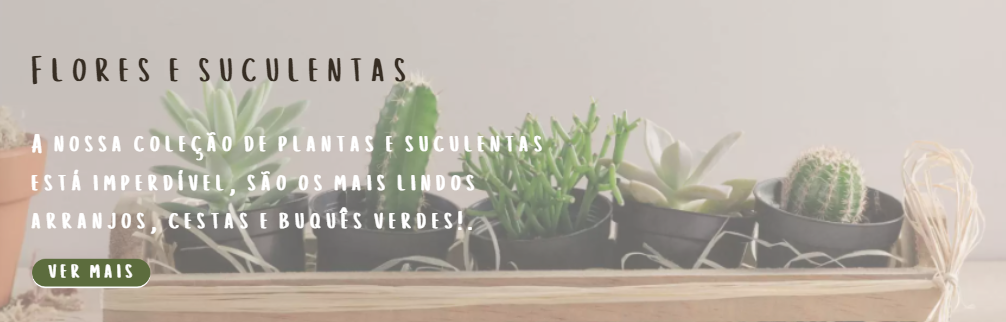 Flores e suculentas
A nossa coleção de plantas e suculentas
está imperdível, são os mais lindos
arranjos, cestas e buquês verdes!.
Ver mais